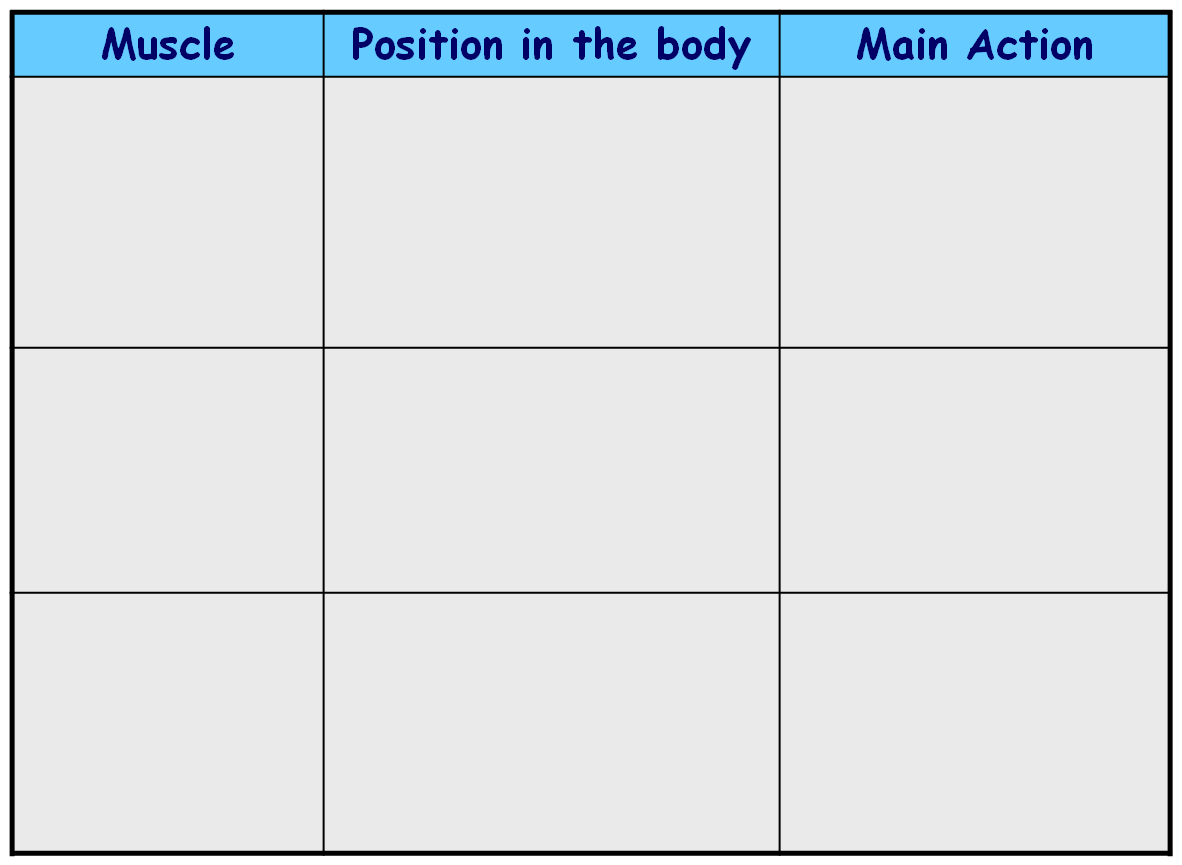 Muscle
Position in the body
Main Action